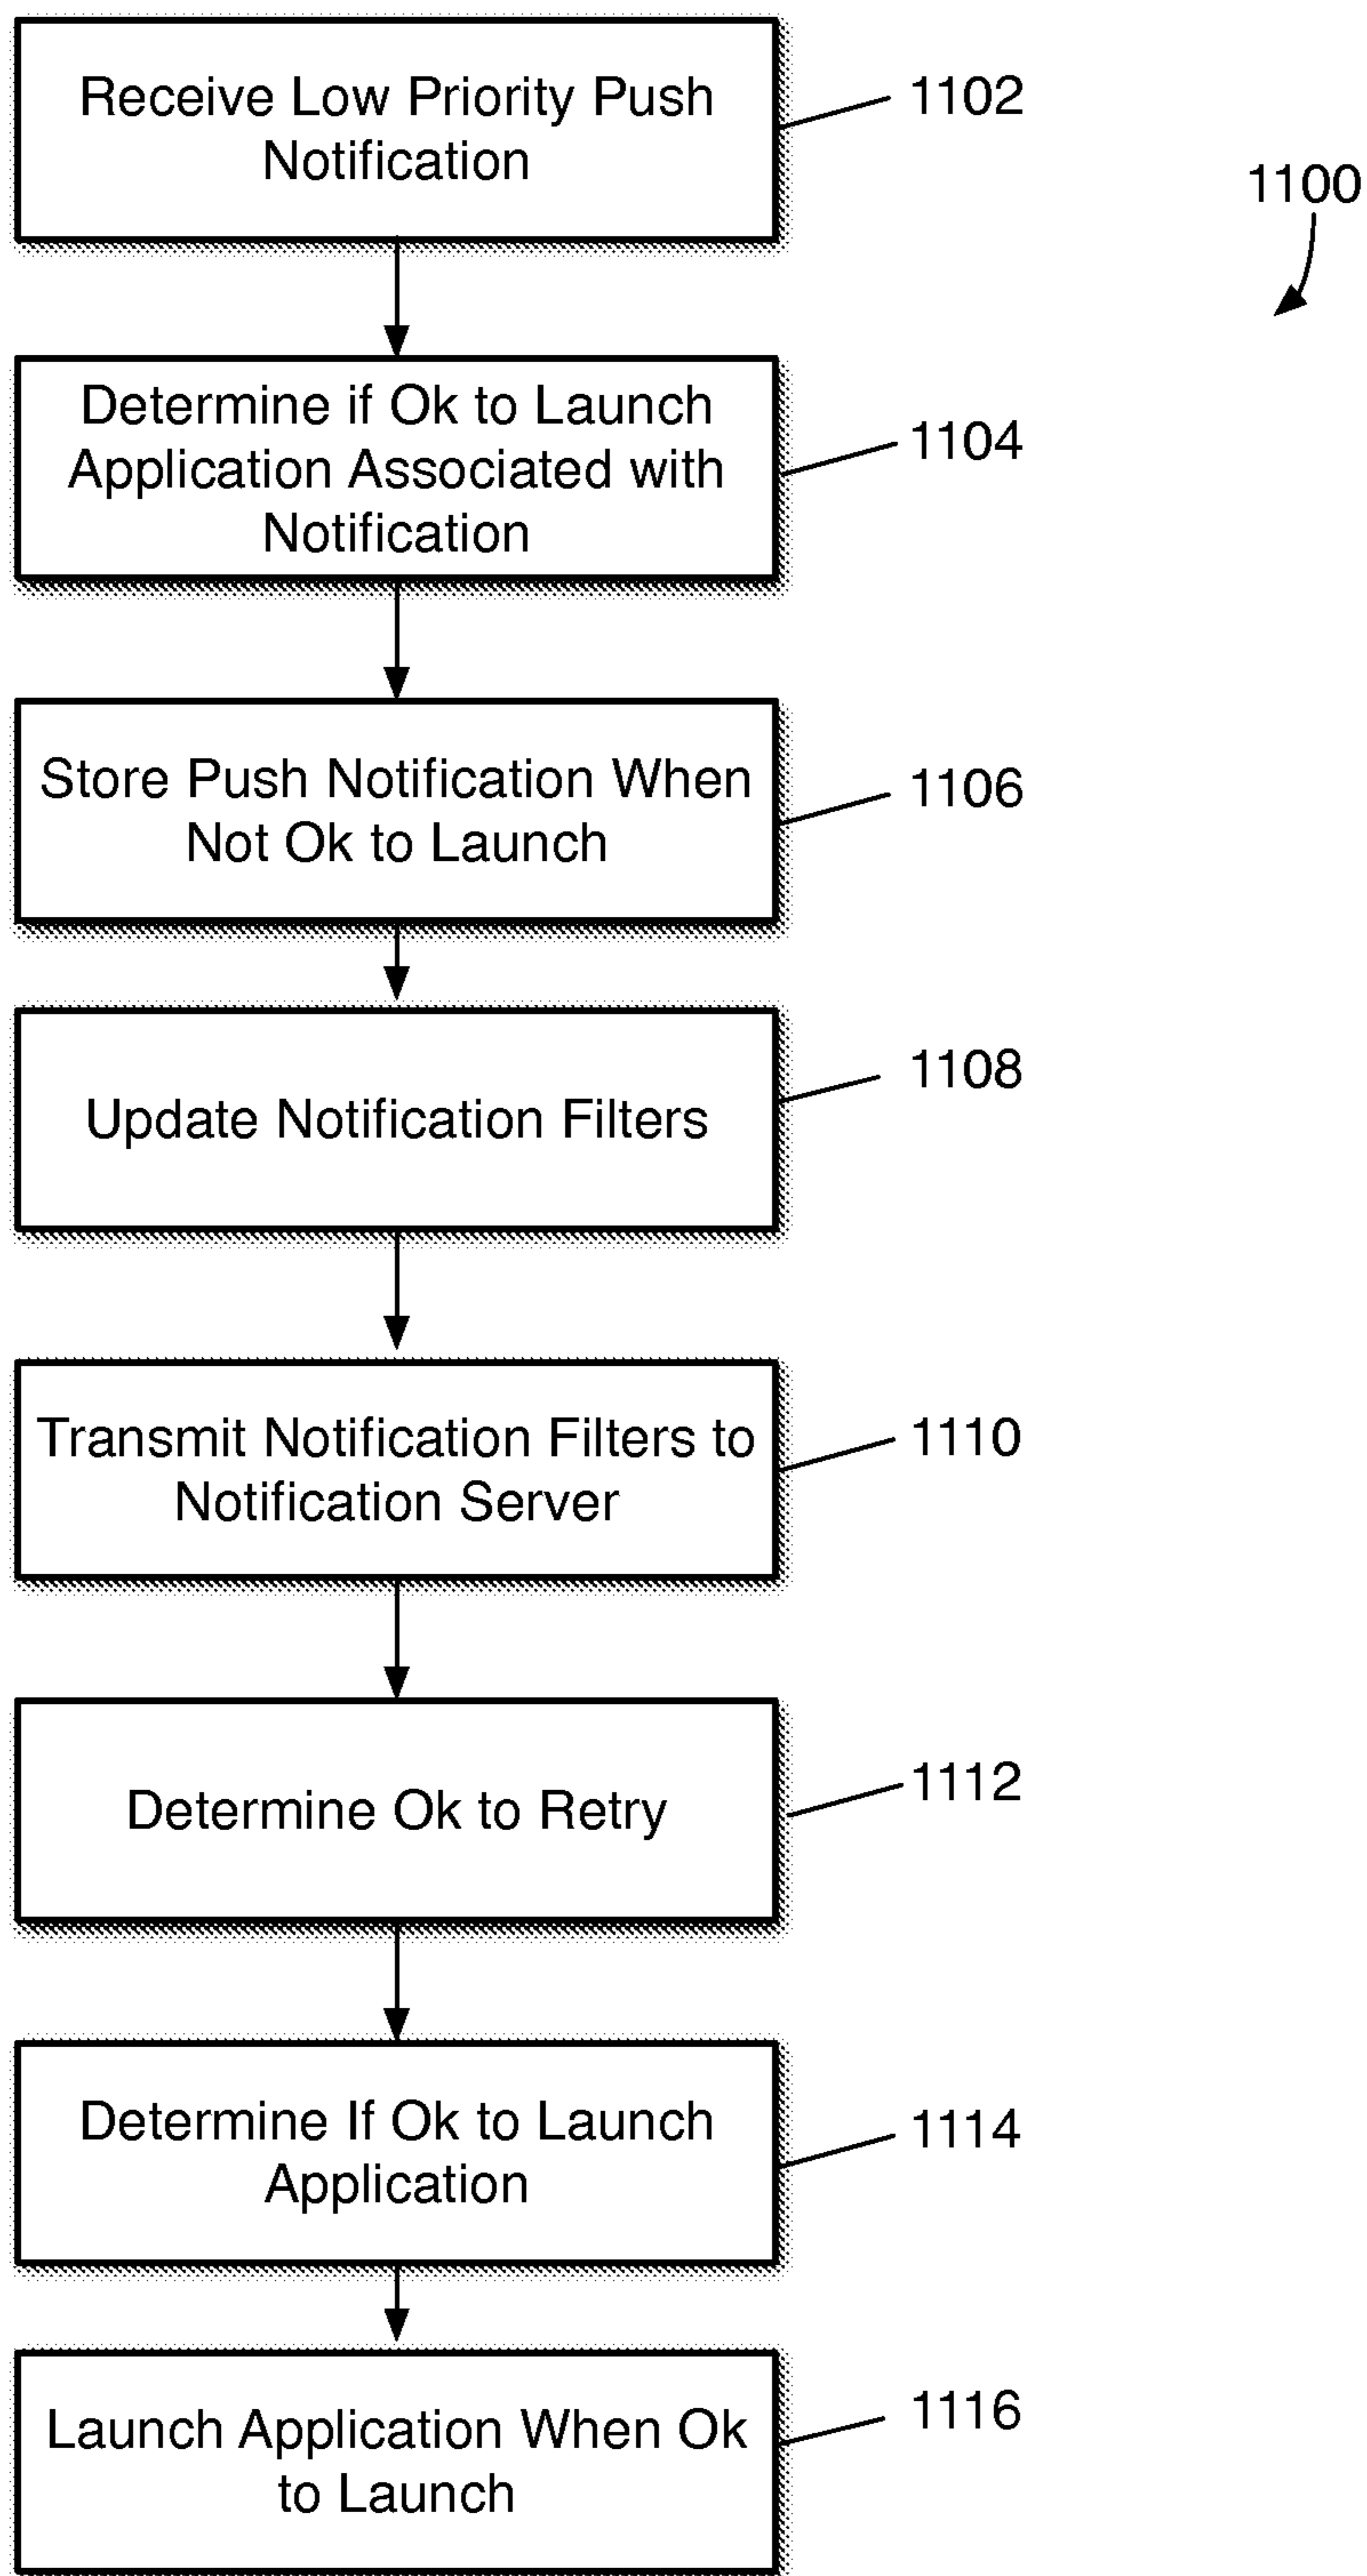 Receive Low Priority Push
Notification
1102
1100
Determine if Ok to Launch
Application Associated with
Notification
1104
Store Push Notification When
Not Ok to Launch
1106
Update Notification Filters
1108
Transmit Notification Filters to
Notification Server
1110
Determine Ok to Retry
1112
Determine If Ok to Launch
Application
1114
Launch Application When Ok
to Launch
1116